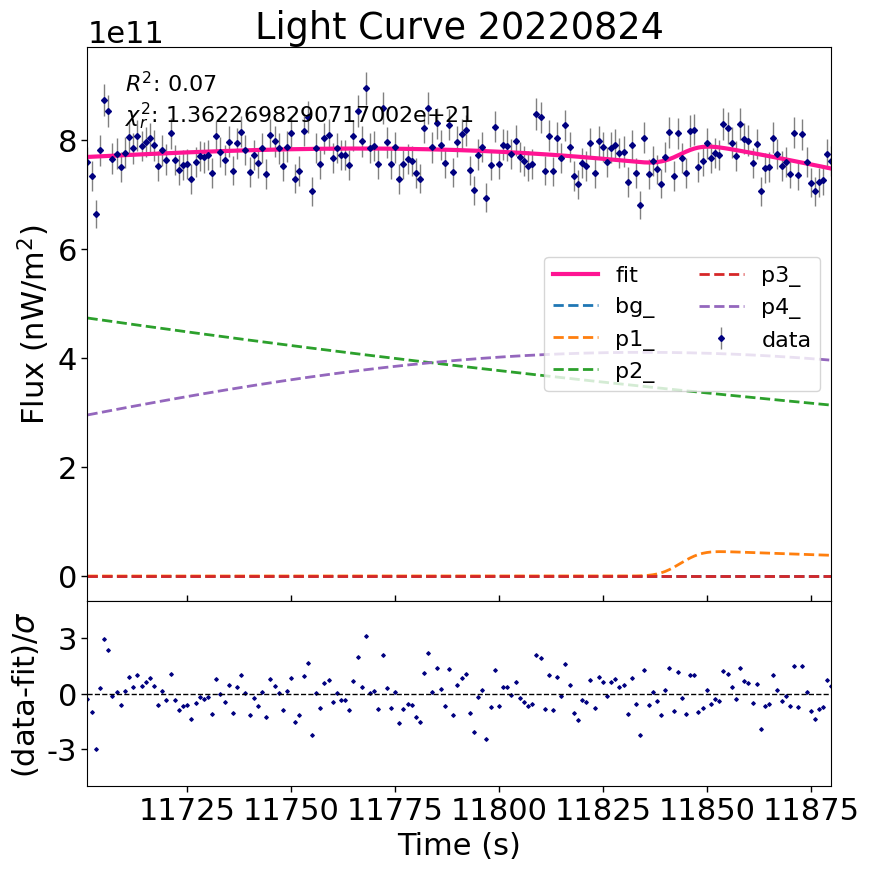 Light Curve 20220824
1e11
R²: 0.07
χ²ᵣ: 1.3622698290717002e+21
8
6
4
2
0
Flux (nW/m²)
fit
bg_
p1_
p2_
p3_
p4_
data
3
0
-3
(data-fit)/σ
11725 11750 11775 11800 11825 11850 11875
Time (s)